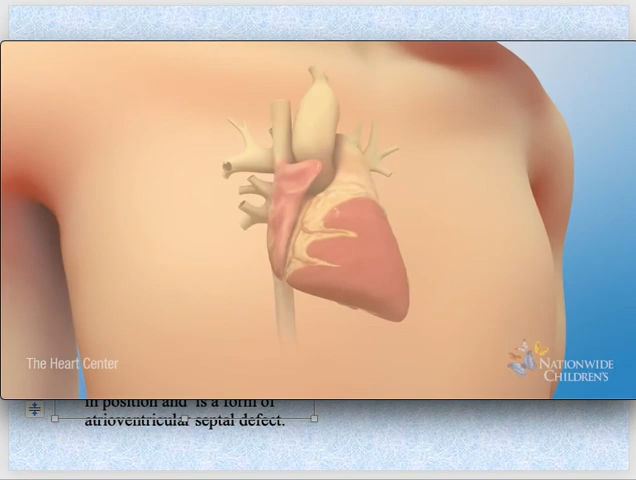 The Heart Center
NATIONWIDE
CHILDREN'S
in position and is a form of
atrioventricular septal defect.